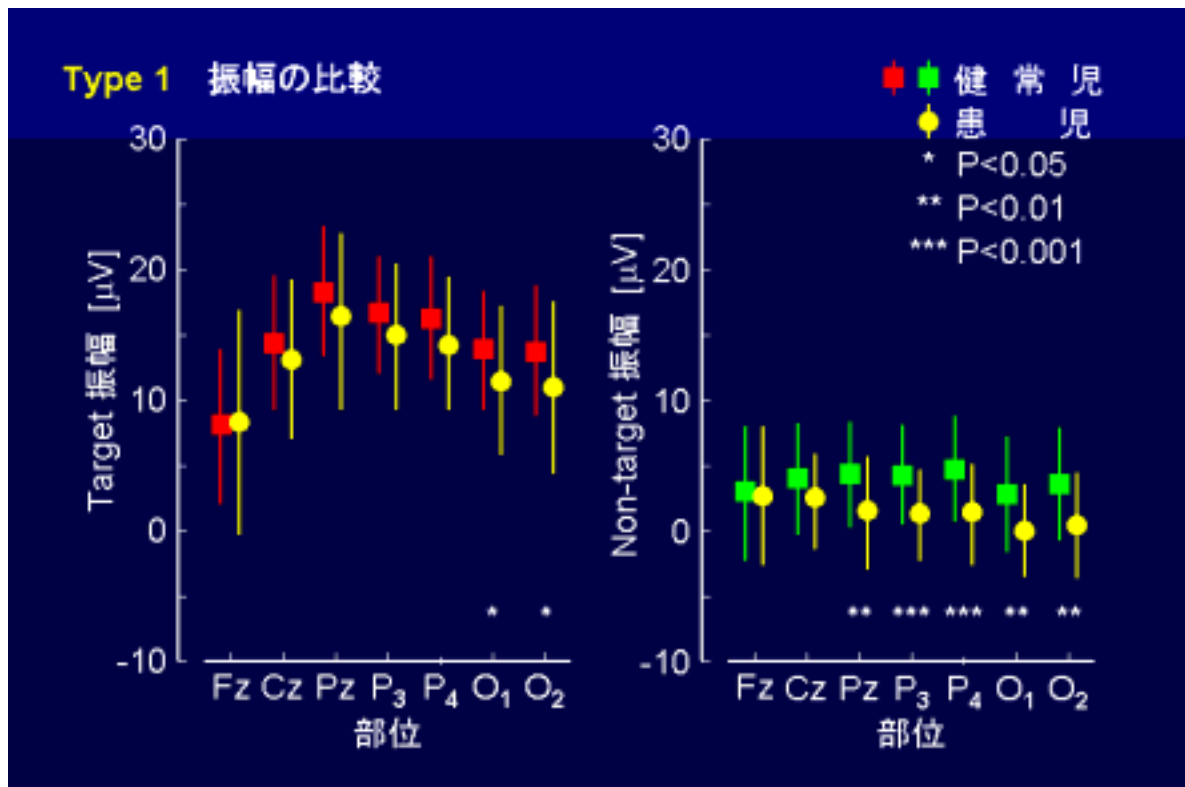 Type 1 振幅の比較
健常児
患児
* P<0.05
** P<0.01
*** P<0.001
Target 振幅 [μV]
30
20
10
0
-10
* *
Fz Cz Pz P3 P4 O1 O2
部位
Non-target 振幅 [μV]
30
20
10
0
-10
** *** *** ** **
Fz Cz Pz P3 P4 O1 O2
部位